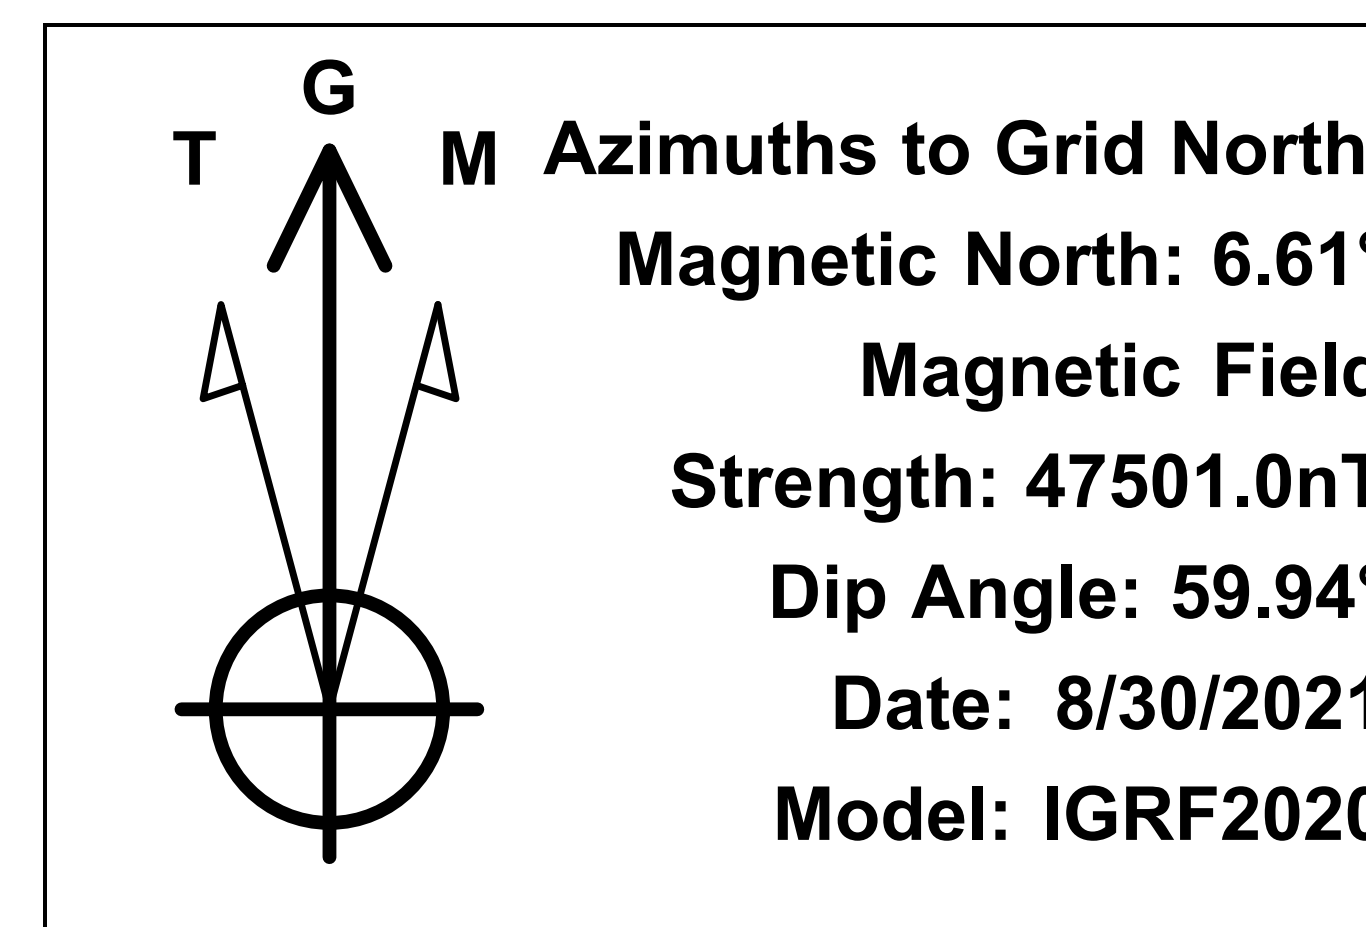 G
T M
Azimuths to Grid North
Magnetic North: 6.61°
Magnetic Field
Strength: 47501.0nT
Dip Angle: 59.94°
Date: 8/30/2021
Model: IGRF2020